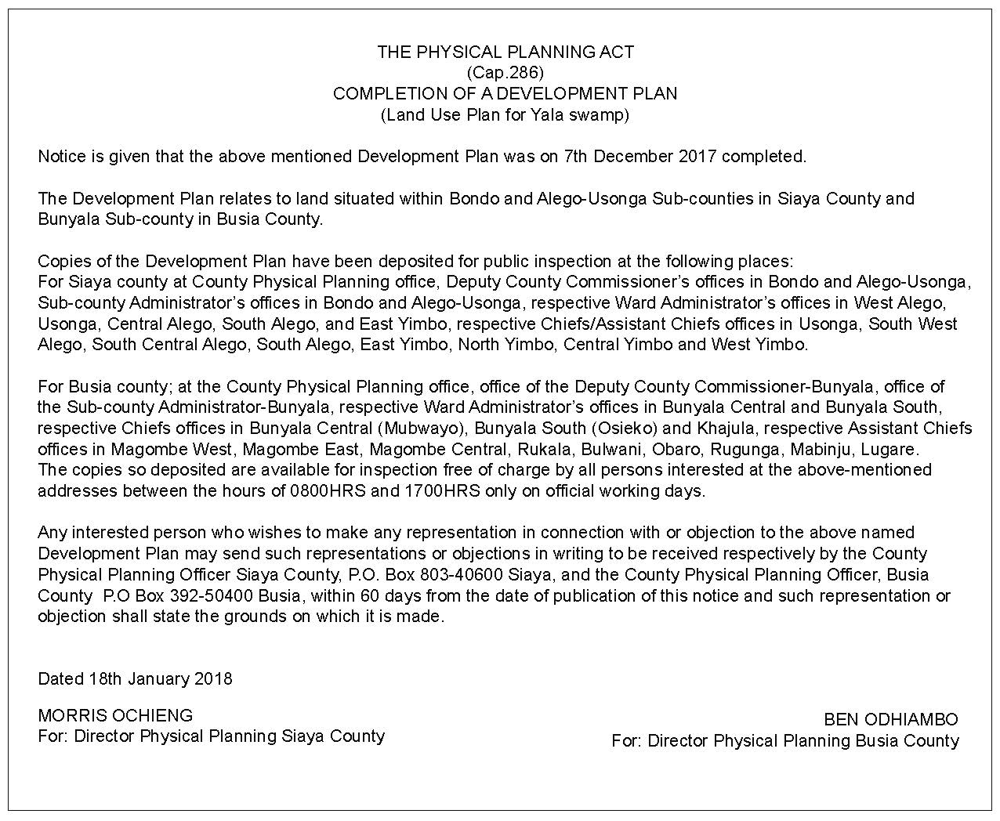 THE PHYSICAL PLANNING ACT
(Cap.286)
COMPLETION OF A DEVELOPMENT PLAN
(Land Use Plan for Yala swamp)
Notice is given that the above mentioned Development Plan was on 7th December 2017 completed.
The Development Plan relates to land situated within Bondo and Alego-Usonga Sub-counties in Siaya County and
Bunyala Sub-county in Busia County.
Copies of the Development Plan have been deposited for public inspection at the following places:
For Siaya county at County Physical Planning office, Deputy County Commissioner’s offices in Bondo and Alego-Usonga,
Sub-county Administrator’s offices in Bondo and Alego-Usonga, respective Ward Administrator’s offices in West Alego,
Usonga, Central Alego, South Alego, and East Yimbo, respective Chiefs/Assistant Chiefs offices in Usonga, South West
Alego, South Central Alego, South Alego, East Yimbo, North Yimbo, Central Yimbo and West Yimbo.
For Busia county; at the County Physical Planning office, office of the Deputy County Commissioner-Bunyala, office of
the Sub-county Administrator-Bunyala, respective Ward Administrator’s offices in Bunyala Central and Bunyala South,
respective Chiefs offices in Bunyala Central (Mubwayo), Bunyala South (Osieko) and Khajula, respective Assistant Chiefs
offices in Magombe West, Magombe East, Magombe Central, Rukala, Bulwani, Obaro, Rugunga, Mabinju, Lugare.
The copies so deposited are available for inspection free of charge by all persons interested at the above-mentioned
addresses between the hours of 0800HRS and 1700HRS only on official working days.
Any interested person who wishes to make any representation in connection with or objection to the above named
Development Plan may send such representations or objections in writing to be received respectively by the County
Physical Planning Officer Siaya County, P.O. Box 803-40600 Siaya, and the County Physical Planning Officer, Busia
County  P.O Box 392-50400 Busia, within 60 days from the date of publication of this notice and such representation or
objection shall state the grounds on which it is made.
Dated 18th January 2018
MORRIS OCHIENG
For: Director Physical Planning Siaya County
BEN ODHIAMBO
For: Director Physical Planning Busia County